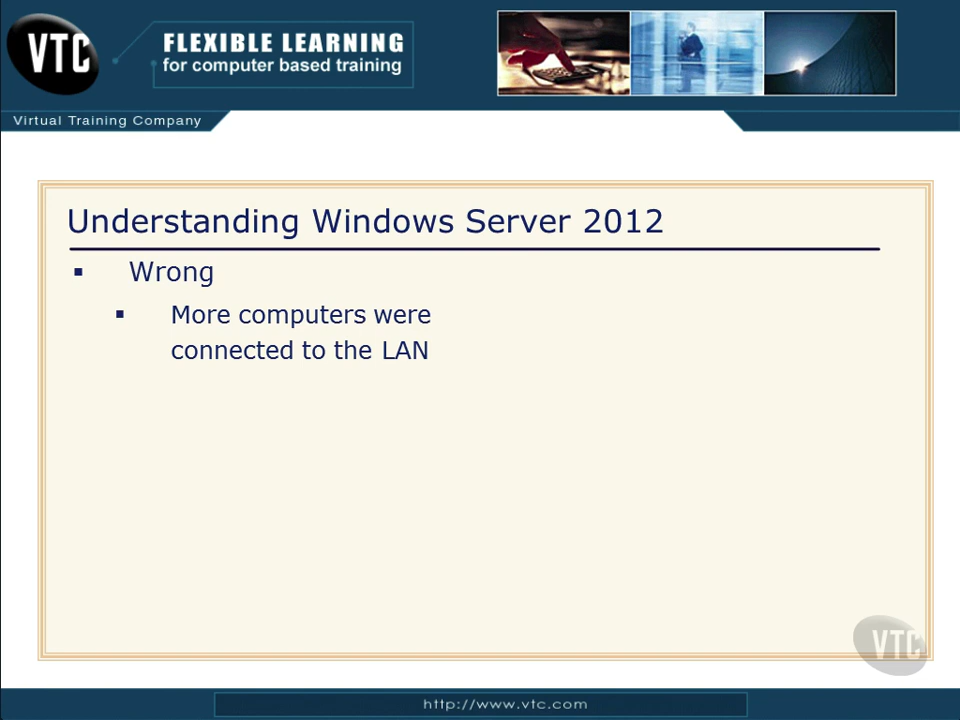 VTC
FLEXIBLE LEARNING
for computer based training
Virtual Training Company
Understanding Windows Server 2012
▪ Wrong
▪ More computers were
connected to the LAN
VTC
http://www.vtc.com